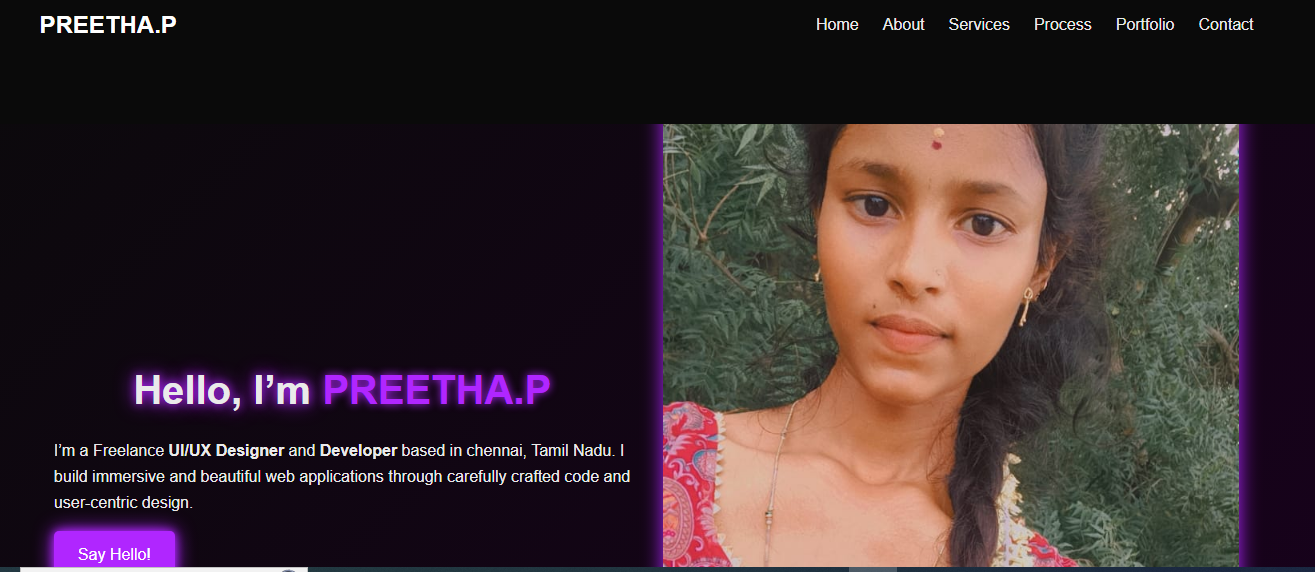 PREETHA.P
Home About Services Process Portfolio Contact
Hello, I’m PREETHA.P
I’m a Freelance UI/UX Designer and Developer based in chennai, Tamil Nadu. I
build immersive and beautiful web applications through carefully crafted code and
user-centric design.
Say Hello!